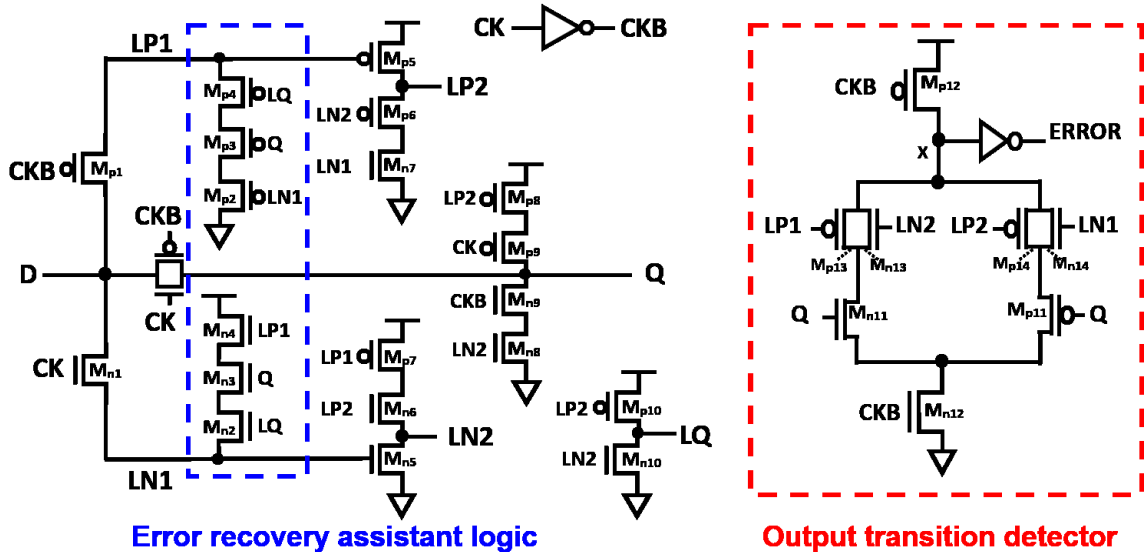 LP1
CK
CKB
Mp5
LP2
Mp4
LQ
LN2
Mp6
Mp3
Q
LN1
Mn7
CKB
Mp1
Mp2
LN1
CKB
LP2
Mp8
CK
Mp9
D
Q
CK
CKB
Mn9
Mn4
LP1
LN2
Mn8
CK
Mn1
Mn3
Q
LP1
Mp7
Mn2
LQ
LP2
Mn6
LN2
Mn5
LP2
Mp10
LQ
LN2
Mn10
LN1
Error recovery assistant logic
CKB
Mp12
X
ERROR
LP1
LN2
LP2
LN1
Mp13
Mn13
Mp14
Mn14
Q
Mn11
Mp11
Q
CKB
Mn12
Output transition detector